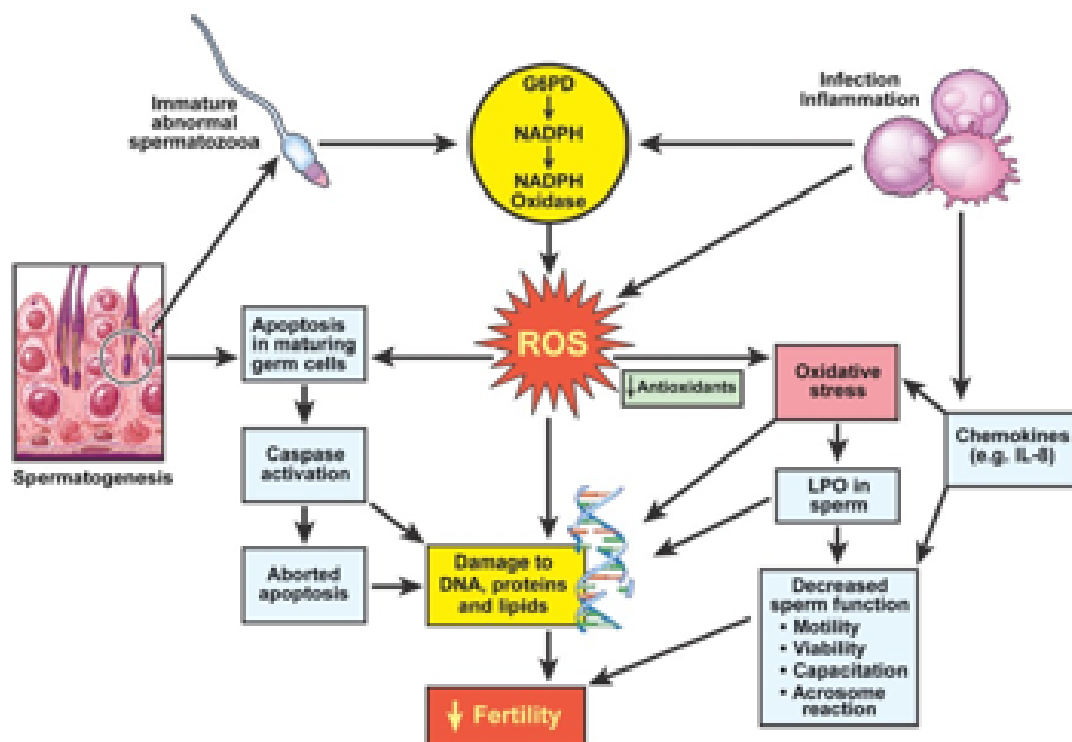 Immature
abnormal
spermatozooa
G6PD
NADPH
NADPH
Oxidase
Infection
Inflammation
Spermatogenesis
Apoptosis
in maturing
germ cells
ROS
↓ Antioxidants
Oxidative
stress
Chemokines
(e.g. IL-8)
Caspase
activation
LPO in
sperm
Aborted
apoptosis
Damage to
DNA, proteins
and lipids
Decreased
sperm function
• Motility
• Viability
• Capacitation
• Acrosome
reaction
↓ Fertility